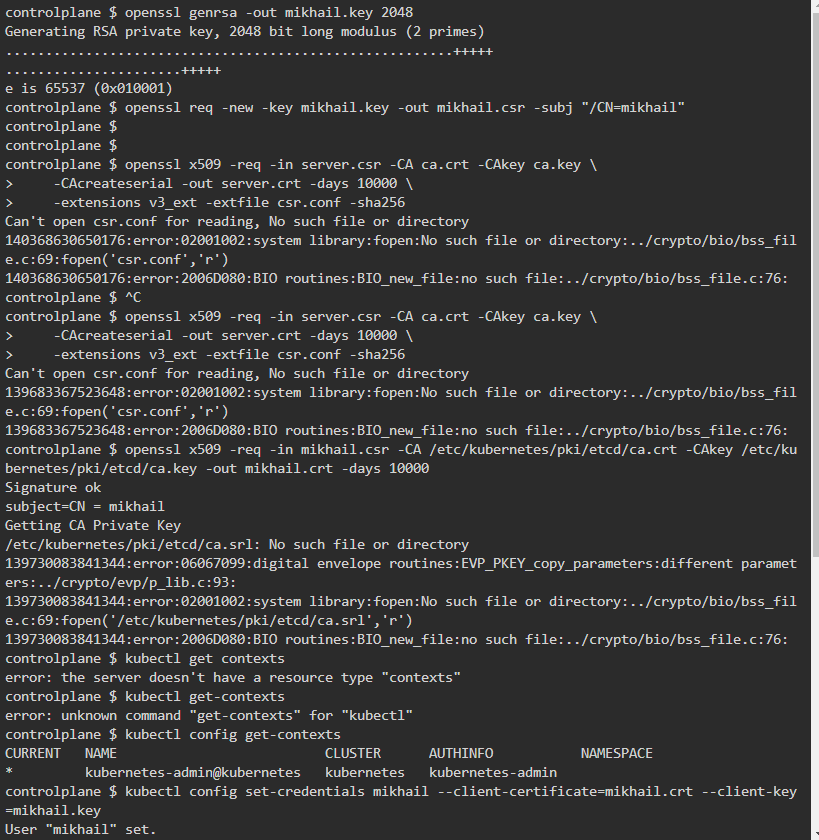 controlplane $ openssl genrsa -out mikhail.key 2048
Generating RSA private key, 2048 bit long modulus (2 primes)
........................................................+++++
......................+++++
e is 65537 (0x010001)
controlplane $ openssl req -new -key mikhail.key -out mikhail.csr -subj "/CN=mikhail"
controlplane $
controlplane $
controlplane $ openssl x509 -req -in server.csr -CA ca.crt -CAkey ca.key \
>     -CAcreateserial -out server.crt -days 10000 \
>     -extensions v3_ext -extfile csr.conf -sha256
Can't open csr.conf for reading, No such file or directory
140368630650176:error:02001002:system library:fopen:No such file or directory:../crypto/bio/bss_fil
e.c:69:fopen('csr.conf','r')
140368630650176:error:2006D080:BIO routines:BIO_new_file:no such file:../crypto/bio/bss_file.c:76:
controlplane $ ^C
controlplane $ openssl x509 -req -in server.csr -CA ca.crt -CAkey ca.key \
>     -CAcreateserial -out server.crt -days 10000 \
>     -extensions v3_ext -extfile csr.conf -sha256
Can't open csr.conf for reading, No such file or directory
139683367523648:error:02001002:system library:fopen:No such file or directory:../crypto/bio/bss_fil
e.c:69:fopen('csr.conf','r')
139683367523648:error:2006D080:BIO routines:BIO_new_file:no such file:../crypto/bio/bss_file.c:76:
controlplane $ openssl x509 -req -in mikhail.csr -CA /etc/kubernetes/pki/etcd/ca.crt -CAkey /etc/ku
bernetes/pki/etcd/ca.key -out mikhail.crt -days 10000
Signature ok
subject=CN = mikhail
Getting CA Private Key
/etc/kubernetes/pki/etcd/ca.srl: No such file or directory
139730083841344:error:06067099:digital envelope routines:EVP_PKEY_copy_parameters:different paramet
ers:../crypto/evp/p_lib.c:93:
139730083841344:error:02001002:system library:fopen:No such file or directory:../crypto/bio/bss_fil
e.c:69:fopen('/etc/kubernetes/pki/etcd/ca.srl','r')
139730083841344:error:2006D080:BIO routines:BIO_new_file:no such file:../crypto/bio/bss_file.c:76:
controlplane $ kubectl get contexts
error: the server doesn't have a resource type "contexts"
controlplane $ kubectl get-contexts
error: unknown command "get-contexts" for "kubectl"
controlplane $ kubectl config get-contexts
CURRENT   NAME                          CLUSTER      AUTHINFO           NAMESPACE
*         kubernetes-admin@kubernetes   kubernetes   kubernetes-admin
controlplane $ kubectl config set-credentials mikhail --client-certificate=mikhail.crt --client-key
=mikhail.key
User "mikhail" set.